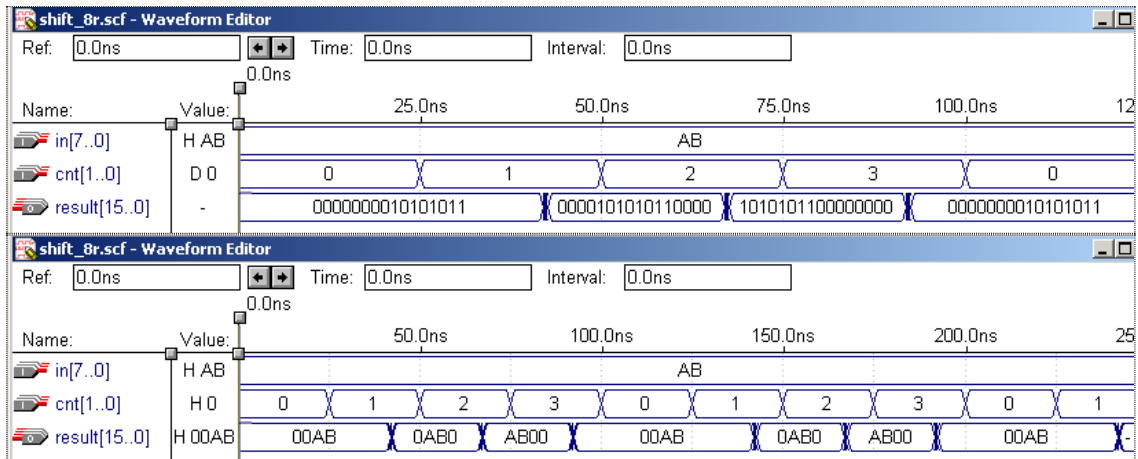 shift_8r.scf - Waveform Editor
Ref: 0.0ns Time: 0.0ns Interval: 0.0ns
0.0ns
25.0ns 50.0ns 75.0ns 100.0ns 12
Name: Value:
in[7..0] H AB AB
cnt[1..0] D 0 0 1 2 3 0
result[15..0] - 0000000010101011 0000101010110000 1010101100000000 0000000010101011
shift_8r.scf - Waveform Editor
Ref: 0.0ns Time: 0.0ns Interval: 0.0ns
0.0ns
50.0ns 100.0ns 150.0ns 200.0ns 25
Name: Value:
in[7..0] H AB AB
cnt[1..0] H 0 0 1 2 3 0 1 2 3 0 1
result[15..0] H 00AB 00AB 0AB0 AB00 00AB 0AB0 AB00 00AB -